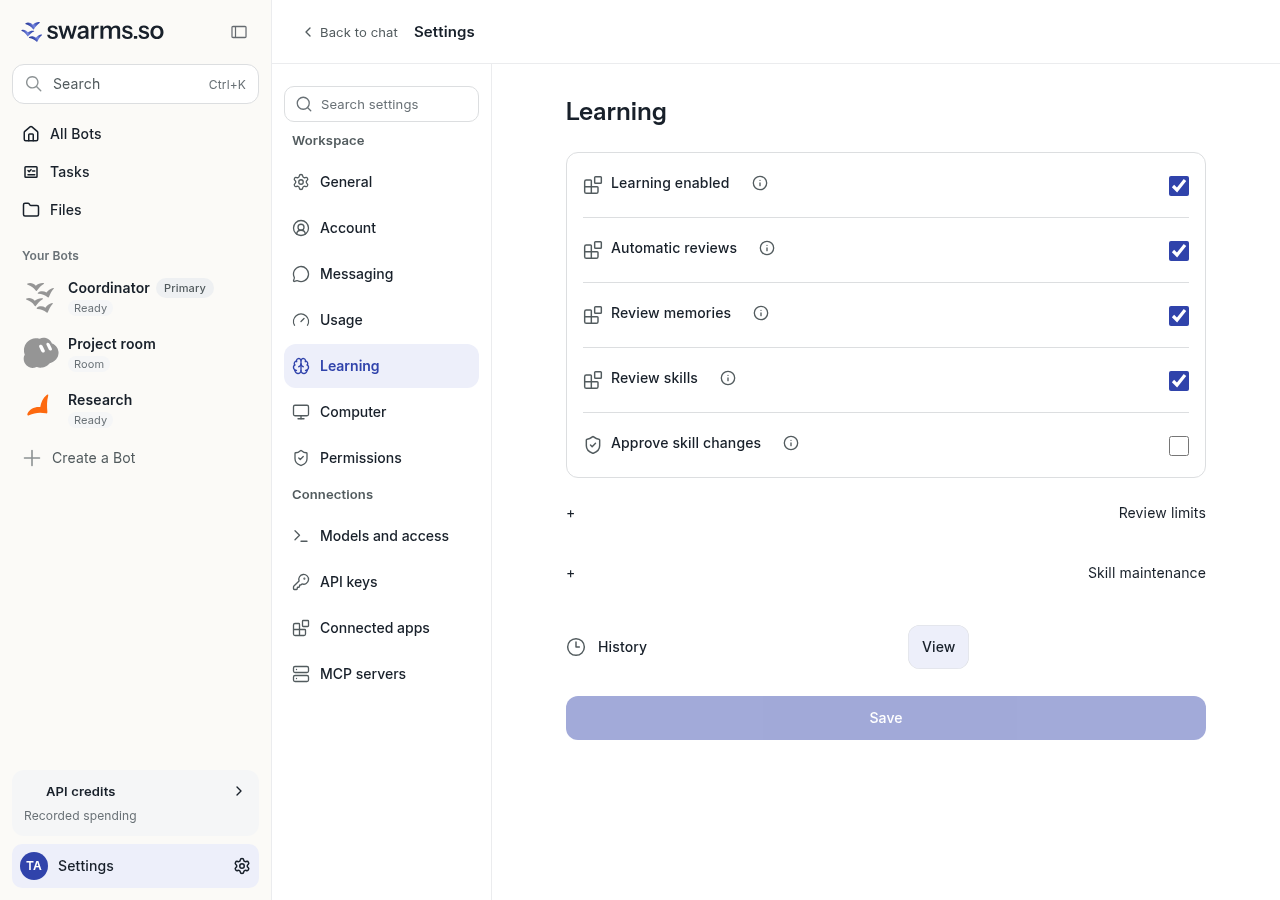 swarms.so
Search Ctrl+K
All Bots
Tasks
Files
Your Bots
Coordinator Primary
Ready
Project room
Room
Research
Ready
Create a Bot
API credits
Recorded spending
TA Settings
Back to chat Settings
Search settings
Workspace
General
Account
Messaging
Usage
Learning
Computer
Permissions
Connections
Models and access
API keys
Connected apps
MCP servers
Learning
Learning enabled
Automatic reviews
Review memories
Review skills
Approve skill changes
+ Review limits
+ Skill maintenance
History View
Save